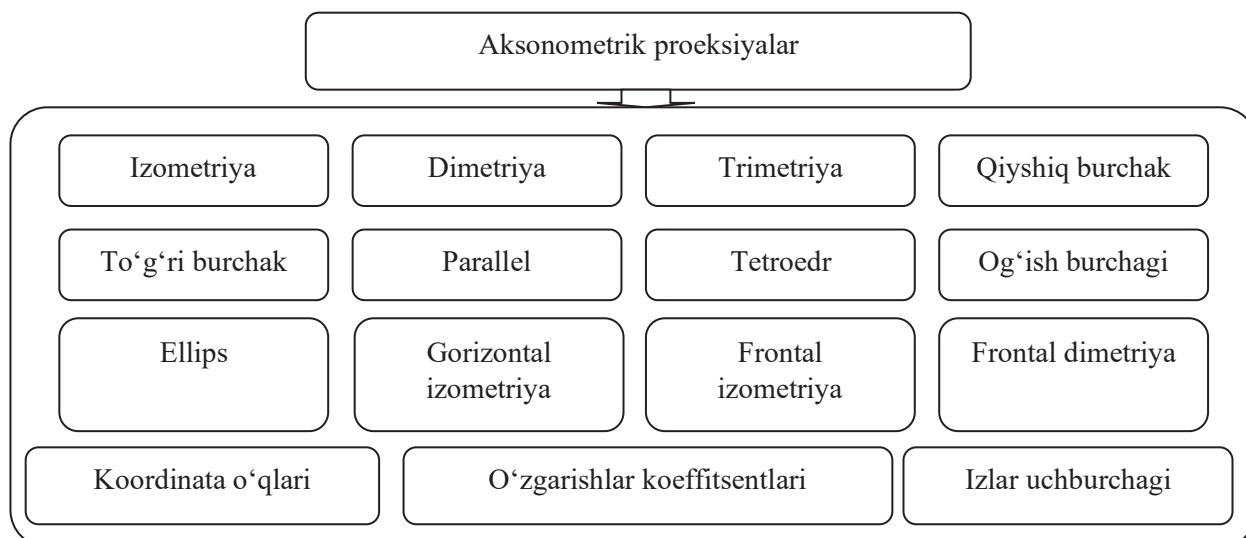 Aksonometrik proeksiyalar
Izometriya
Dimetriya
Trimetriya
Qiyshiq burchak
To‘g‘ri burchak
Parallel
Tetroedr
Og‘ish burchagi
Ellips
Gorizontal
izometriya
Frontal
izometriya
Frontal dimetriya
Koordinata o‘qlari
O‘zgarishlar koeffitsentlari
Izlar uchburchagi